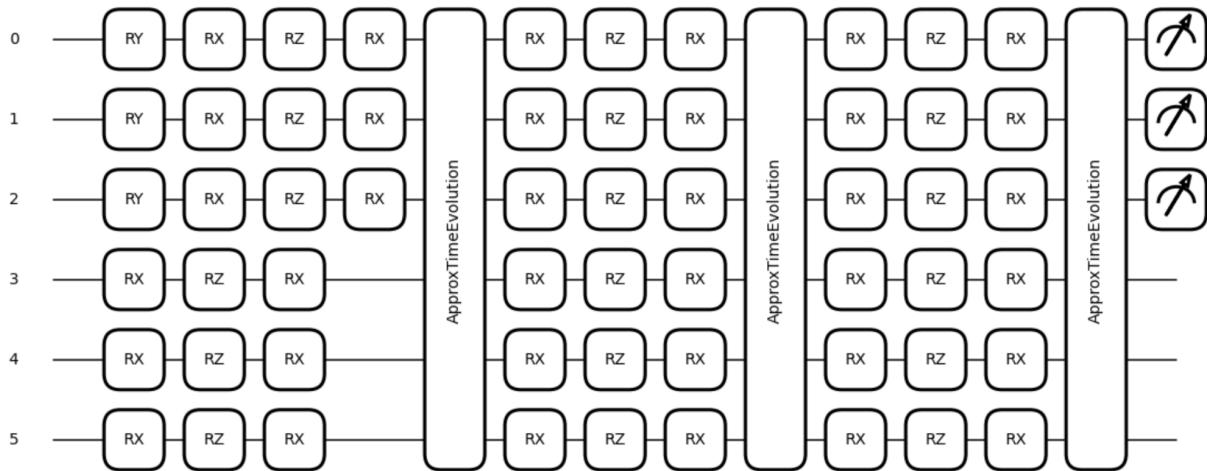 0 RY RX RZ RX ApproxTimeEvolution RX RZ RX ApproxTimeEvolution RX RZ RX ApproxTimeEvolution
1 RY RX RZ RX RX RZ RX RX RZ RX
2 RY RX RZ RX RX RZ RX RX RZ RX
3 RX RZ RX RX RZ RX RX RZ RX
4 RX RZ RX RX RZ RX RX RZ RX
5 RX RZ RX RX RZ RX RX RZ RX